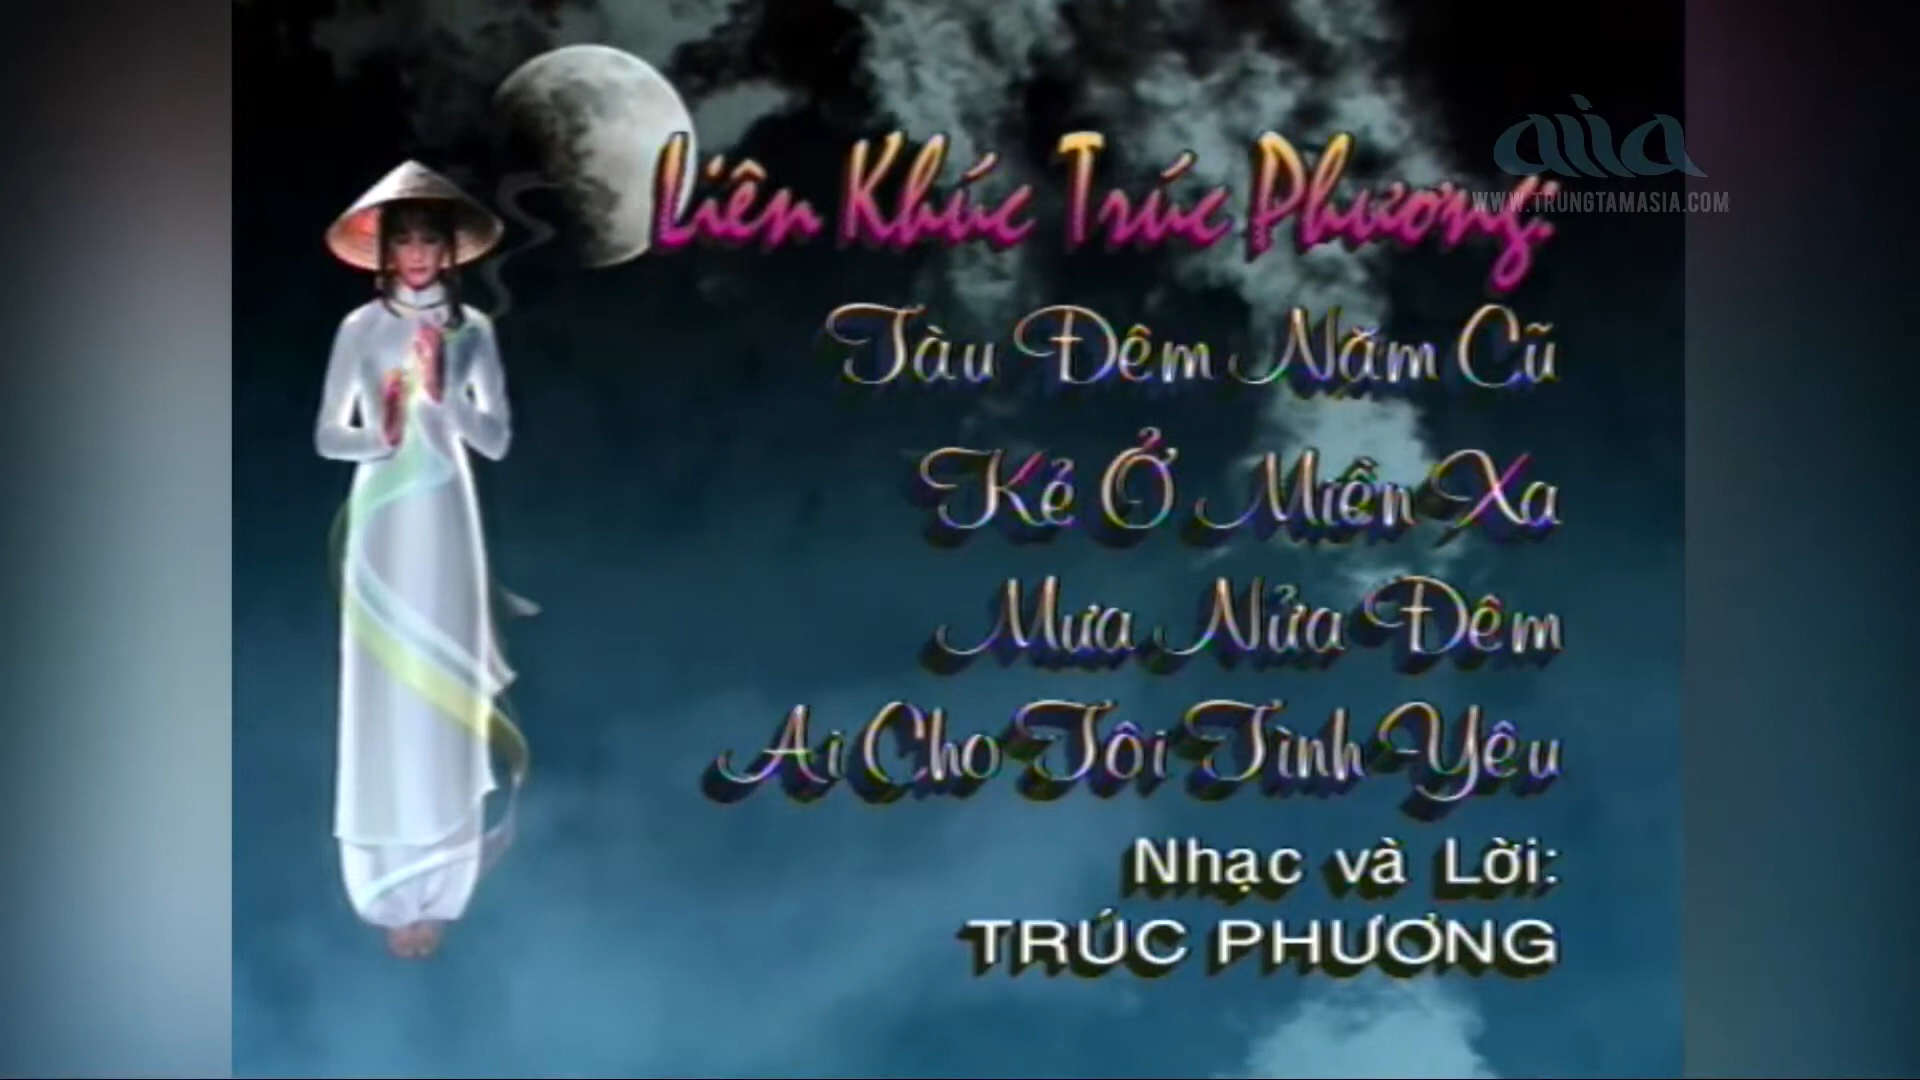 asia
WWW.TRUNGTAMASIA.COM
Liên Khúc Trúc Phương:
Tàu Đêm Năm Cũ
Kẻ Ở Miền Xa
Mưa Nửa Đêm
Ai Cho Tôi Tình Yêu
Nhạc và Lời:
TRÚC PHƯƠNG